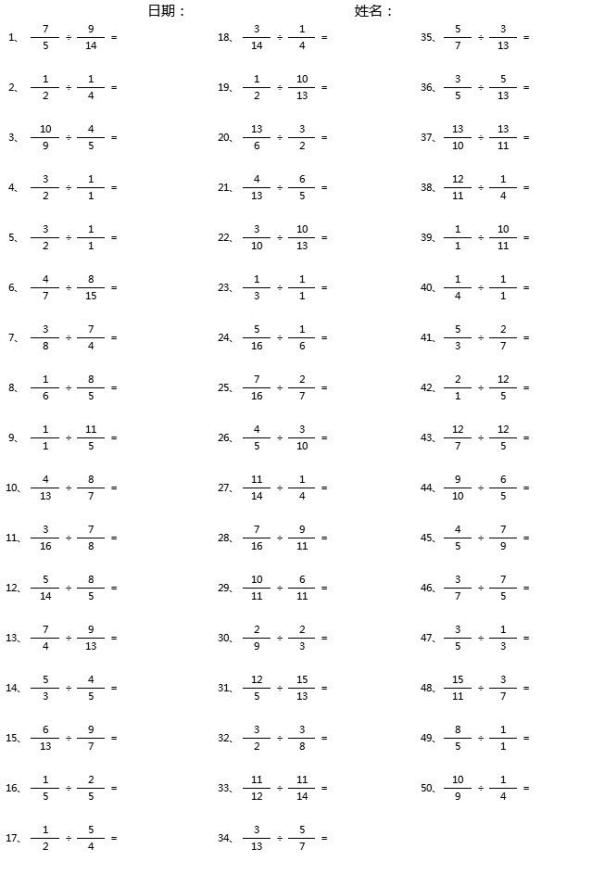 日期： 姓名：
1、 7/5 ÷ 9/14 = 18、 3/14 ÷ 1/4 = 35、 5/7 ÷ 3/13 =
2、 1/2 ÷ 1/4 = 19、 1/2 ÷ 10/13 = 36、 3/5 ÷ 5/13 =
3、 10/9 ÷ 4/5 = 20、 13/6 ÷ 3/2 = 37、 13/10 ÷ 13/11 =
4、 3/2 ÷ 1/1 = 21、 4/13 ÷ 6/5 = 38、 12/11 ÷ 1/4 =
5、 3/2 ÷ 1/1 = 22、 3/10 ÷ 10/13 = 39、 1/1 ÷ 10/11 =
6、 4/7 ÷ 8/15 = 23、 1/3 ÷ 1/1 = 40、 1/4 ÷ 1/1 =
7、 3/8 ÷ 7/4 = 24、 5/16 ÷ 1/6 = 41、 5/3 ÷ 2/7 =
8、 1/6 ÷ 8/5 = 25、 7/16 ÷ 2/7 = 42、 2/1 ÷ 12/5 =
9、 1/1 ÷ 11/5 = 26、 4/5 ÷ 3/10 = 43、 12/7 ÷ 12/5 =
10、 4/13 ÷ 8/7 = 27、 11/14 ÷ 1/4 = 44、 9/10 ÷ 6/5 =
11、 3/16 ÷ 7/8 = 28、 7/16 ÷ 9/11 = 45、 4/5 ÷ 7/9 =
12、 5/14 ÷ 8/5 = 29、 10/11 ÷ 6/11 = 46、 3/7 ÷ 7/5 =
13、 7/4 ÷ 9/13 = 30、 2/9 ÷ 2/3 = 47、 3/5 ÷ 1/3 =
14、 5/3 ÷ 4/5 = 31、 12/5 ÷ 15/13 = 48、 15/11 ÷ 3/7 =
15、 6/13 ÷ 9/7 = 32、 3/2 ÷ 3/8 = 49、 8/5 ÷ 1/1 =
16、 1/5 ÷ 2/5 = 33、 11/12 ÷ 11/14 = 50、 10/9 ÷ 1/4 =
17、 1/2 ÷ 5/4 = 34、 3/13 ÷ 5/7 =